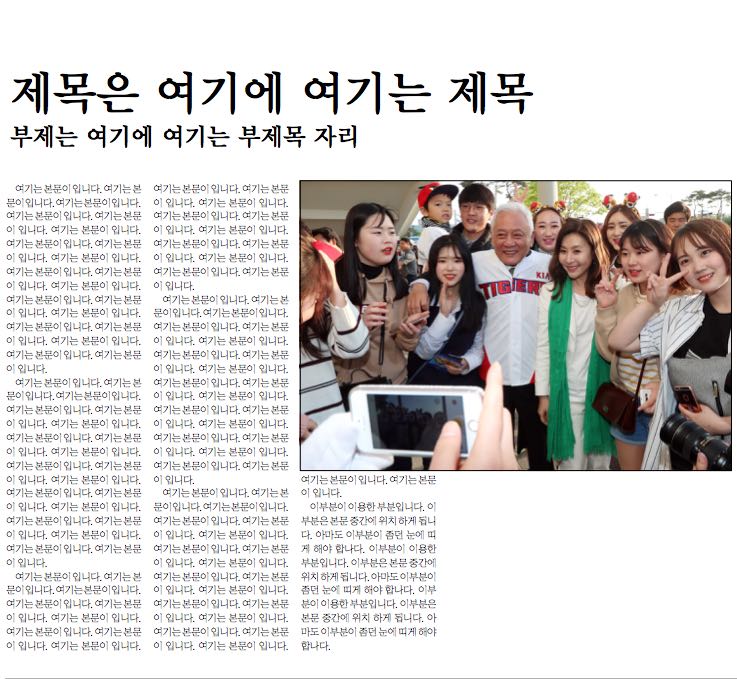 제목은 여기에 여기는 제목
부제는 여기에 여기는 부제목 자리
여기는 본문이 입니다. 여기는 본
문이 입니다. 여기는 본문이 입니다.
여기는 본문이 입니다. 여기는 본문
이 입니다. 여기는 본문이 입니다.
여기는 본문이 입니다. 여기는 본문
이 입니다. 여기는 본문이 입니다.
여기는 본문이 입니다. 여기는 본문
이 입니다. 여기는 본문이 입니다.
여기는 본문이 입니다. 여기는 본문
이 입니다. 여기는 본문이 입니다.
여기는 본문이 입니다. 여기는 본문
이 입니다. 여기는 본문이 입니다.
여기는 본문이 입니다. 여기는 본문
이 입니다.
여기는 본문이 입니다. 여기는 본
문이 입니다. 여기는 본문이 입니다.
여기는 본문이 입니다. 여기는 본문
이 입니다. 여기는 본문이 입니다.
여기는 본문이 입니다. 여기는 본문
이 입니다. 여기는 본문이 입니다.
여기는 본문이 입니다. 여기는 본문
이 입니다. 여기는 본문이 입니다.
여기는 본문이 입니다. 여기는 본문
이 입니다. 여기는 본문이 입니다.
여기는 본문이 입니다. 여기는 본문
이 입니다. 여기는 본문이 입니다.
여기는 본문이 입니다. 여기는 본문
이 입니다.
여기는 본문이 입니다. 여기는 본
문이 입니다. 여기는 본문이 입니다.
여기는 본문이 입니다. 여기는 본문
이 입니다. 여기는 본문이 입니다.
여기는 본문이 입니다. 여기는 본문
이 입니다. 여기는 본문이 입니다.
여기는 본문이 입니다. 여기는 본문
이 입니다. 여기는 본문이 입니다.
여기는 본문이 입니다. 여기는 본문
이 입니다. 여기는 본문이 입니다.
여기는 본문이 입니다. 여기는 본문
이 입니다. 여기는 본문이 입니다.
여기는 본문이 입니다. 여기는 본문
이 입니다.
여기는 본문이 입니다. 여기는 본
문이 입니다. 여기는 본문이 입니다.
여기는 본문이 입니다. 여기는 본문
이 입니다. 여기는 본문이 입니다.
여기는 본문이 입니다. 여기는 본문
이 입니다. 여기는 본문이 입니다.
여기는 본문이 입니다. 여기는 본문
이 입니다. 여기는 본문이 입니다.
여기는 본문이 입니다. 여기는 본문
이 입니다. 여기는 본문이 입니다.
여기는 본문이 입니다. 여기는 본문
이 입니다. 여기는 본문이 입니다.
여기는 본문이 입니다. 여기는 본문
이 입니다.
여기는 본문이 입니다. 여기는 본
문이 입니다. 여기는 본문이 입니다.
여기는 본문이 입니다. 여기는 본문
이 입니다. 여기는 본문이 입니다.
여기는 본문이 입니다. 여기는 본문
이 입니다. 여기는 본문이 입니다.
여기는 본문이 입니다. 여기는 본문
이 입니다. 여기는 본문이 입니다.
여기는 본문이 입니다. 여기는 본문
이 입니다. 여기는 본문이 입니다.
여기는 본문이 입니다. 여기는 본문
이 입니다. 여기는 본문이 입니다.
KIA
TIGERS
여기는 본문이 입니다. 여기는 본문
이 입니다.
이부분이 이용한 부분입니다. 이
부분은 본문 중간에 위치 하게 됩니
다. 아마도 이부분이 좀던 눈에 띠
게 해야 합나다. 이부분이 이용한
부분입니다. 이부분은 본문 중간에
위치 하게 됩니다. 아마도 이부분이
좀던 눈에 띠게 해야 합나다. 이부
분이 이용한 부분입니다. 이부분은
본문 중간에 위치 하게 됩니다. 아
마도 이부분이 좀던 눈에 띠게 해야
합나다.